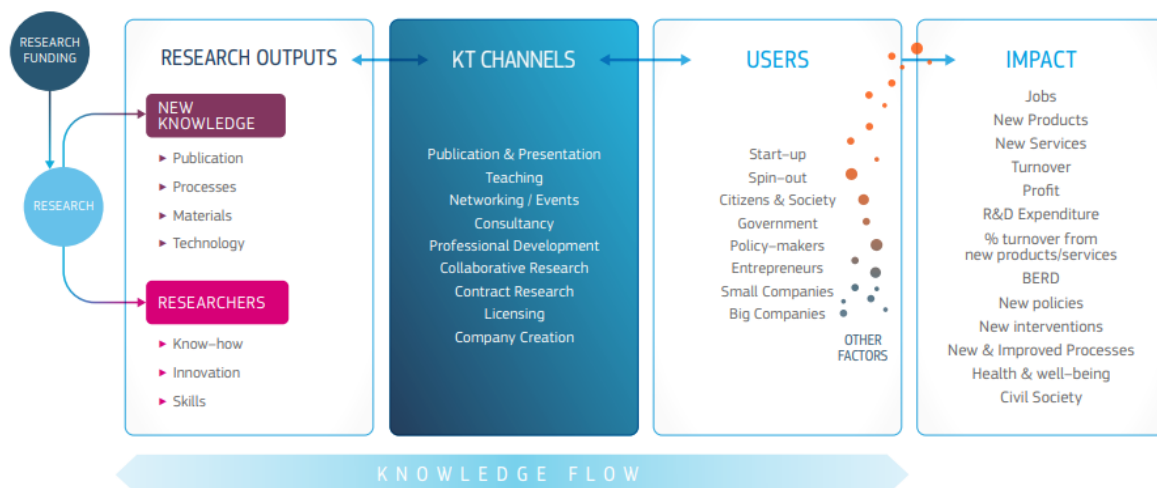 RESEARCH
FUNDING
RESEARCH
RESEARCH OUTPUTS
NEW
KNOWLEDGE
▸ Publication
▸ Processes
▸ Materials
▸ Technology
RESEARCHERS
▸ Know–how
▸ Innovation
▸ Skills
KT CHANNELS
Publication & Presentation
Teaching
Networking / Events
Consultancy
Professional Development
Collaborative Research
Contract Research
Licensing
Company Creation
USERS
Start–up
Spin–out
Citizens & Society
Government
Policy–makers
Entrepreneurs
Small Companies
Big Companies
OTHER
FACTORS
IMPACT
Jobs
New Products
New Services
Turnover
Profit
R&D Expenditure
% turnover from
new products/services
BERD
New policies
New interventions
New & Improved Processes
Health & well–being
Civil Society
KNOWLEDGE FLOW